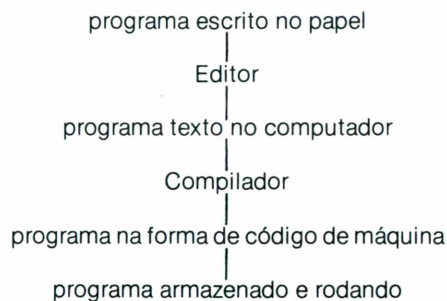 programa escrito no papel
Editor
programa texto no computador
Compilador
programa na forma de código de máquina
programa armazenado e rodando